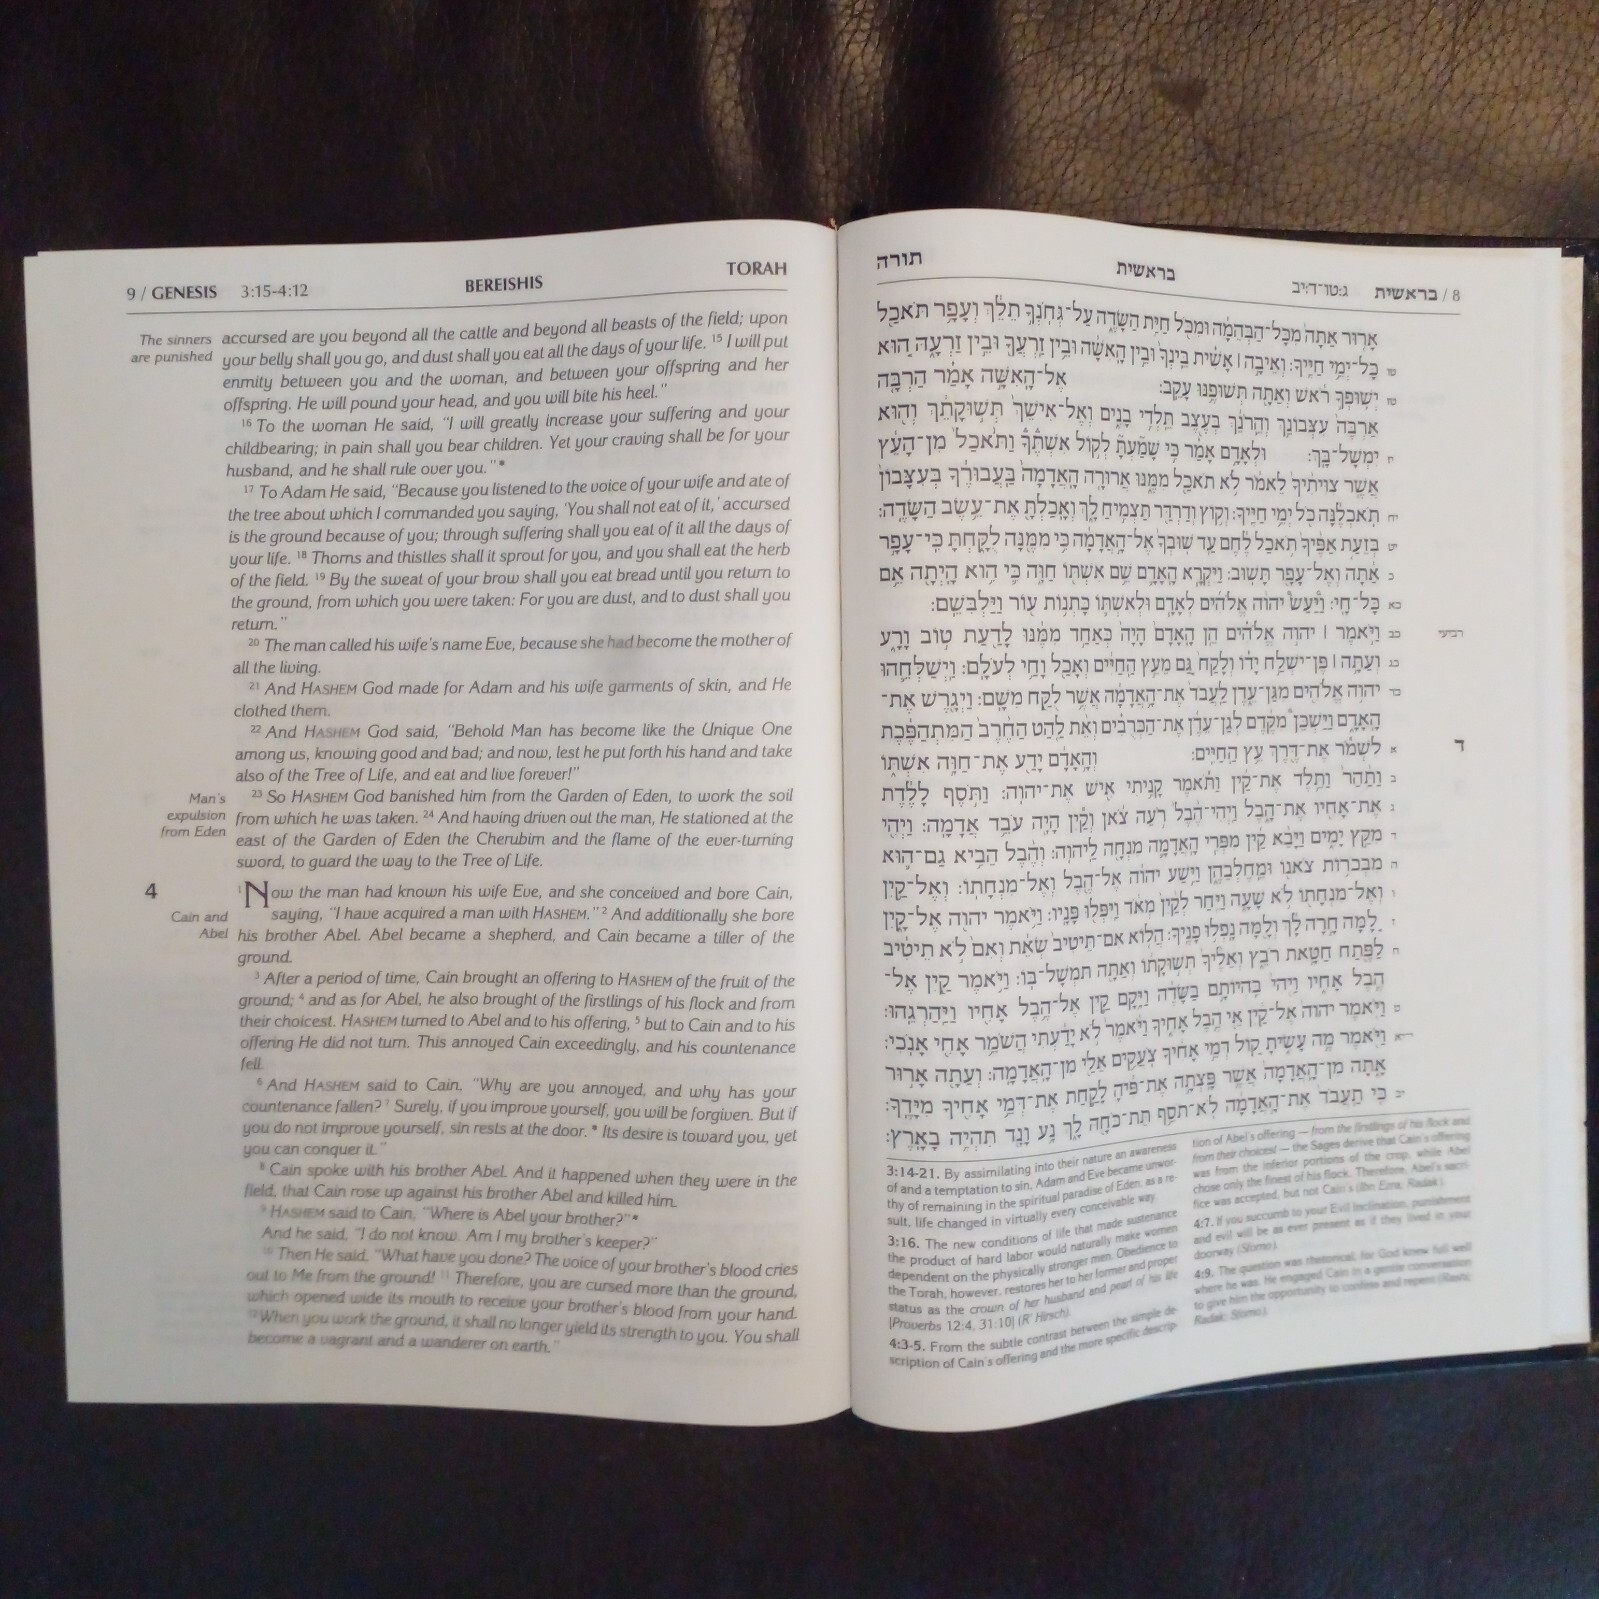 9 / GENESIS 3:15-4:12 BEREISHIS TORAH
The sinners
are punished
accursed are you beyond all the cattle and beyond all beasts of the field; upon
your belly shall you go, and dust shall you eat all the days of your life. ¹⁵ I will put
enmity between you and the woman, and between your offspring and her
offspring. He will pound your head, and you will bite his heel."
¹⁶ To the woman He said, "I will greatly increase your suffering and your
childbearing; in pain shall you bear children. Yet your craving shall be for your
husband, and he shall rule over you."*
¹⁷ To Adam He said, "Because you listened to the voice of your wife and ate of
the tree about which I commanded you saying, 'You shall not eat of it,' accursed
is the ground because of you; through suffering shall you eat of it all the days of
your life. ¹⁸ Thorns and thistles shall it sprout for you, and you shall eat the herb
of the field. ¹⁹ By the sweat of your brow shall you eat bread until you return to
the ground, from which you were taken: For you are dust, and to dust shall you
return."
²⁰ The man called his wife's name Eve, because she had become the mother of
all the living.
²¹ And HASHEM God made for Adam and his wife garments of skin, and He
clothed them.
²² And HASHEM God said, "Behold Man has become like the Unique One
among us, knowing good and bad; and now, lest he put forth his hand and take
also of the Tree of Life, and eat and live forever!"
Man's
expulsion
from Eden
²³ So HASHEM God banished him from the Garden of Eden, to work the soil
from which he was taken. ²⁴ And having driven out the man, He stationed at the
east of the Garden of Eden the Cherubim and the flame of the ever-turning
sword, to guard the way to the Tree of Life.
4
Cain and
Abel
¹ Now the man had known his wife Eve, and she conceived and bore Cain,
saying, "I have acquired a man with HASHEM." ² And additionally she bore
his brother Abel. Abel became a shepherd, and Cain became a tiller of the
ground.
³ After a period of time, Cain brought an offering to HASHEM of the fruit of the
ground; ⁴ and as for Abel, he also brought of the firstlings of his flock and from
their choicest. HASHEM turned to Abel and to his offering, ⁵ but to Cain and to his
offering He did not turn. This annoyed Cain exceedingly, and his countenance
fell.
⁶ And HASHEM said to Cain, "Why are you annoyed, and why has your
countenance fallen? ⁷ Surely, if you improve yourself, you will be forgiven. But if
you do not improve yourself, sin rests at the door.* Its desire is toward you, yet
you can conquer it."
⁸ Cain spoke with his brother Abel. And it happened when they were in the
field, that Cain rose up against his brother Abel and killed him.
⁹ HASHEM said to Cain, "Where is Abel your brother?"*
And he said, "I do not know. Am I my brother's keeper?"
¹⁰ Then He said, "What have you done? The voice of your brother's blood cries
out to Me from the ground! ¹¹ Therefore, you are cursed more than the ground,
which opened wide its mouth to receive your brother's blood from your hand.
¹² When you work the ground, it shall no longer yield its strength to you. You shall
become a vagrant and a wanderer on earth."
8 / בראשית ג:טו־ד:יב בראשית תורה
אָרוּר אַתָּה מִכָּל־הַבְּהֵמָה וּמִכֹּל חַיַּת הַשָּׂדֶה עַל־גְּחֹנְךָ תֵלֵךְ וְעָפָר תֹּאכַל
טו כָּל־יְמֵי חַיֶּיךָ: וְאֵיבָה | אָשִׁית בֵּינְךָ וּבֵין הָאִשָּׁה וּבֵין זַרְעֲךָ וּבֵין זַרְעָהּ הוּא
טז יְשׁוּפְךָ רֹאשׁ וְאַתָּה תְּשׁוּפֶנּוּ עָקֵב: אֶל־הָאִשָּׁה אָמַר הַרְבָּה
אַרְבֶּה עִצְּבוֹנֵךְ וְהֵרֹנֵךְ בְּעֶצֶב תֵּלְדִי בָנִים וְאֶל־אִישֵׁךְ תְּשׁוּקָתֵךְ וְהוּא
יז יִמְשָׁל־בָּךְ: וּלְאָדָם אָמַר כִּי שָׁמַעְתָּ לְקוֹל אִשְׁתֶּךָ וַתֹּאכַל מִן־הָעֵץ
אֲשֶׁר צִוִּיתִיךָ לֵאמֹר לֹא תֹאכַל מִמֶּנּוּ אֲרוּרָה הָאֲדָמָה בַּעֲבוּרֶךָ בְּעִצָּבוֹן
יח תֹּאכֲלֶנָּה כֹּל יְמֵי חַיֶּיךָ: וְקוֹץ וְדַרְדַּר תַּצְמִיחַ לָךְ וְאָכַלְתָּ אֶת־עֵשֶׂב הַשָּׂדֶה:
יט בְּזֵעַת אַפֶּיךָ תֹּאכַל לֶחֶם עַד שׁוּבְךָ אֶל־הָאֲדָמָה כִּי מִמֶּנָּה לֻקָּחְתָּ כִּי־עָפָר
כ אַתָּה וְאֶל־עָפָר תָּשׁוּב: וַיִּקְרָא הָאָדָם שֵׁם אִשְׁתּוֹ חַוָּה כִּי הִוא הָיְתָה אֵם
כא כָּל־חָי: וַיַּעַשׂ יְהוָה אֱלֹהִים לְאָדָם וּלְאִשְׁתּוֹ כָּתְנוֹת עוֹר וַיַּלְבִּשֵׁם:
רביעי כב וַיֹּאמֶר | יְהוָה אֱלֹהִים הֵן הָאָדָם הָיָה כְּאַחַד מִמֶּנּוּ לָדַעַת טוֹב וָרָע
כג וְעַתָּה | פֶּן־יִשְׁלַח יָדוֹ וְלָקַח גַּם מֵעֵץ הַחַיִּים וְאָכַל וָחַי לְעֹלָם: וַיְשַׁלְּחֵהוּ
כד יְהוָה אֱלֹהִים מִגַּן־עֵדֶן לַעֲבֹד אֶת־הָאֲדָמָה אֲשֶׁר לֻקַּח מִשָּׁם: וַיְגָרֶשׁ אֶת־
הָאָדָם וַיַּשְׁכֵּן מִקֶּדֶם לְגַן־עֵדֶן אֶת־הַכְּרֻבִים וְאֵת לַהַט הַחֶרֶב הַמִּתְהַפֶּכֶת
ד א לִשְׁמֹר אֶת־דֶּרֶךְ עֵץ הַחַיִּים: וְהָאָדָם יָדַע אֶת־חַוָּה אִשְׁתּוֹ
ב וַתַּהַר וַתֵּלֶד אֶת־קַיִן וַתֹּאמֶר קָנִיתִי אִישׁ אֶת־יְהוָה: וַתֹּסֶף לָלֶדֶת
ג אֶת־אָחִיו אֶת־הָבֶל וַיְהִי־הֶבֶל רֹעֵה צֹאן וְקַיִן הָיָה עֹבֵד אֲדָמָה: וַיְהִי
ד מִקֵּץ יָמִים וַיָּבֵא קַיִן מִפְּרִי הָאֲדָמָה מִנְחָה לַיהוָה: וְהֶבֶל הֵבִיא גַם־הוּא
ה מִבְּכֹרוֹת צֹאנוֹ וּמֵחֶלְבֵהֶן וַיִּשַׁע יְהוָה אֶל־הֶבֶל וְאֶל־מִנְחָתוֹ: וְאֶל־קַיִן
ו וְאֶל־מִנְחָתוֹ לֹא שָׁעָה וַיִּחַר לְקַיִן מְאֹד וַיִּפְּלוּ פָּנָיו: וַיֹּאמֶר יְהוָה אֶל־קָיִן
ז לָמָּה חָרָה לָךְ וְלָמָּה נָפְלוּ פָנֶיךָ: הֲלוֹא אִם־תֵּיטִיב שְׂאֵת וְאִם לֹא תֵיטִיב
ח לַפֶּתַח חַטָּאת רֹבֵץ וְאֵלֶיךָ תְּשׁוּקָתוֹ וְאַתָּה תִּמְשָׁל־בּוֹ: וַיֹּאמֶר קַיִן אֶל־
הֶבֶל אָחִיו וַיְהִי בִּהְיוֹתָם בַּשָּׂדֶה וַיָּקָם קַיִן אֶל־הֶבֶל אָחִיו וַיַּהַרְגֵהוּ:
ט וַיֹּאמֶר יְהוָה אֶל־קַיִן אֵי הֶבֶל אָחִיךָ וַיֹּאמֶר לֹא יָדַעְתִּי הֲשֹׁמֵר אָחִי אָנֹכִי:
י־יא וַיֹּאמֶר מֶה עָשִׂיתָ קוֹל דְּמֵי אָחִיךָ צֹעֲקִים אֵלַי מִן־הָאֲדָמָה: וְעַתָּה אָרוּר
אָתָּה מִן־הָאֲדָמָה אֲשֶׁר פָּצְתָה אֶת־פִּיהָ לָקַחַת אֶת־דְּמֵי אָחִיךָ מִיָּדֶךָ:
יב כִּי תַעֲבֹד אֶת־הָאֲדָמָה לֹא־תֹסֵף תֵּת־כֹּחָהּ לָךְ נָע וָנָד תִּהְיֶה בָאָרֶץ:
3:14-21. By assimilating into their nature an awareness
of and a temptation to sin, Adam and Eve became unwor-
thy of remaining in the spiritual paradise of Eden; as a re-
sult, life changed in virtually every conceivable way.
3:16. The new conditions of life that made sustenance
the product of hard labor would naturally make women
dependent on the physically stronger men. Obedience to
the Torah, however, restores her to her former and proper
status as the crown of her husband and pearl of his life
[Proverbs 12:4, 31:10] (R' Hirsch).
4:3-5. From the subtle contrast between the simple de-
scription of Cain's offering and the more specific descrip-
tion of Abel's offering — from the firstlings of his flock and
from their choicest — the Sages derive that Cain's offering
was from the inferior portions of the crop, while Abel
chose only the finest of his flock. Therefore, Abel's sacri-
fice was accepted, but not Cain's (Ibn Ezra; Radak).
4:7. If you succumb to your Evil Inclination, punishment
and evil will be as ever present as if they lived in your
doorway (Sforno).
4:9. The question was rhetorical, for God knew full well
where he was. He engaged Cain in a gentle conversation
to give him the opportunity to confess and repent (Rashi;
Radak; Sforno).